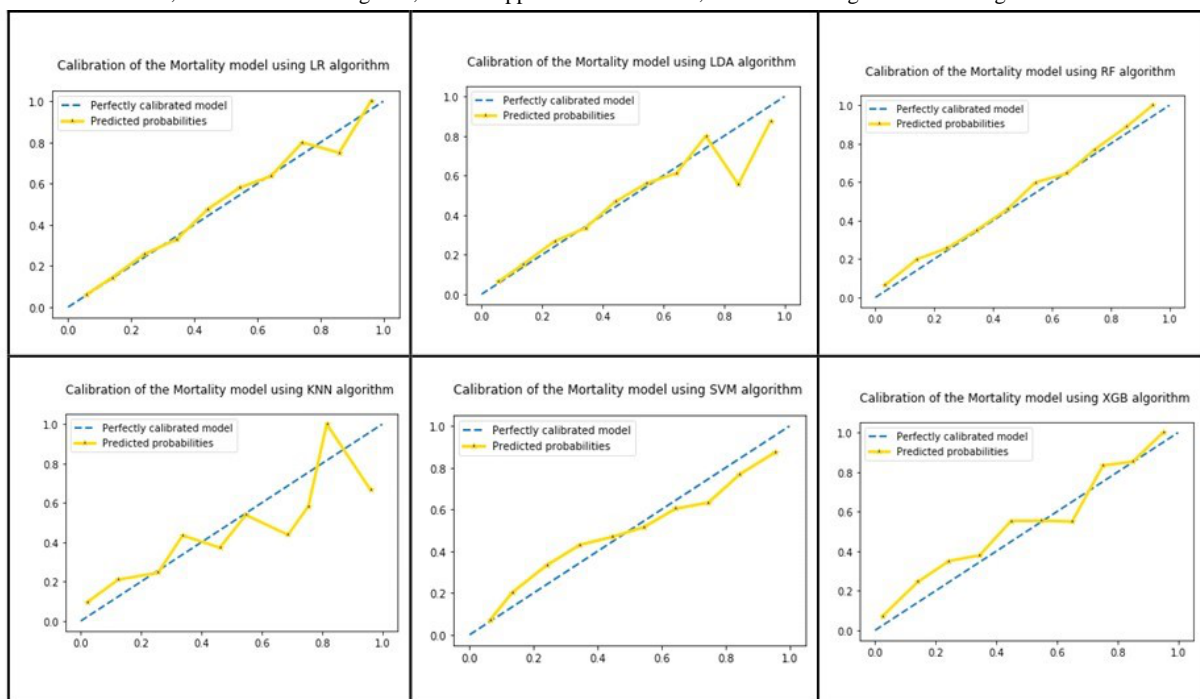 Calibration of the Mortality model using LR algorithm
Perfectly calibrated model
Predicted probabilities
1.0
0.8
0.6
0.4
0.2
0.0
0.0 0.2 0.4 0.6 0.8 1.0
Calibration of the Mortality model using LDA algorithm
Perfectly calibrated model
Predicted probabilities
1.0
0.8
0.6
0.4
0.2
0.0
0.0 0.2 0.4 0.6 0.8 1.0
Calibration of the Mortality model using RF algorithm
Perfectly calibrated model
Predicted probabilities
1.0
0.8
0.6
0.4
0.2
0.0
0.0 0.2 0.4 0.6 0.8 1.0
Calibration of the Mortality model using KNN algorithm
Perfectly calibrated model
Predicted probabilities
1.0
0.8
0.6
0.4
0.2
0.0
0.0 0.2 0.4 0.6 0.8 1.0
Calibration of the Mortality model using SVM algorithm
Perfectly calibrated model
Predicted probabilities
1.0
0.8
0.6
0.4
0.2
0.0
0.0 0.2 0.4 0.6 0.8 1.0
Calibration of the Mortality model using XGB algorithm
Perfectly calibrated model
Predicted probabilities
1.0
0.8
0.6
0.4
0.2
0.0
0.0 0.2 0.4 0.6 0.8 1.0